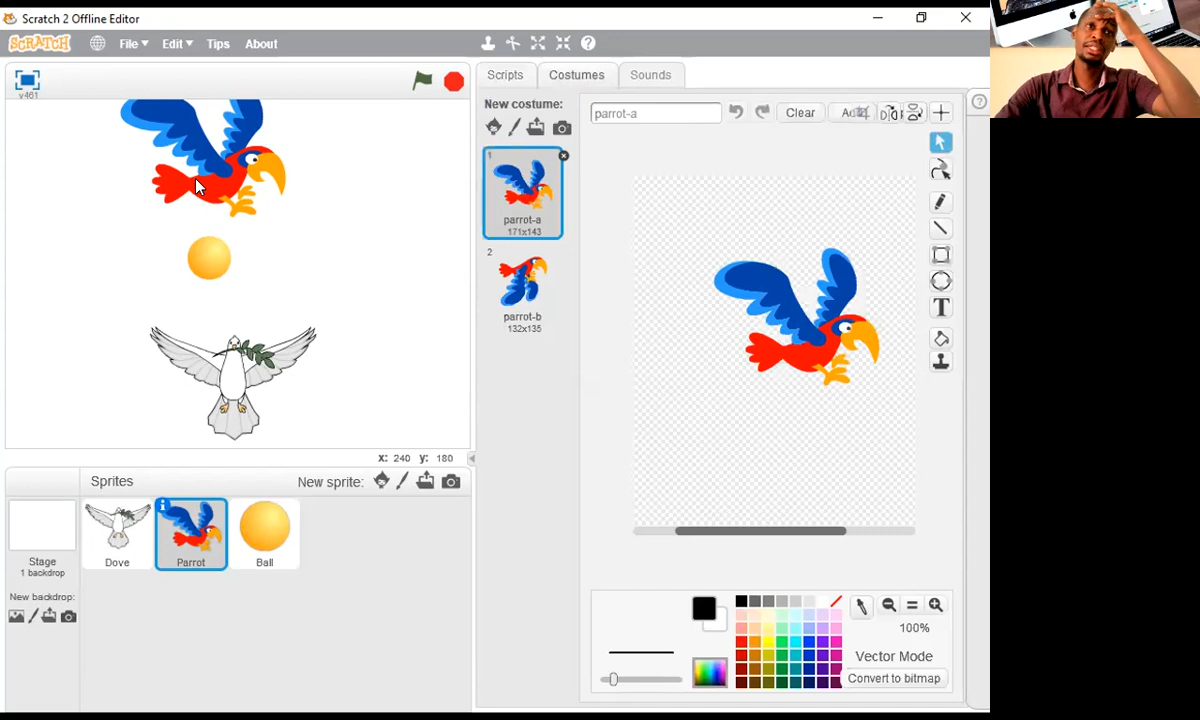 Scratch 2 Offline Editor
SCRATCH File Edit Tips About
v461
Scripts Costumes Sounds
New costume:
parrot-a Clear
1
parrot-a
171x143
2
parrot-b
132x135
T
x: 240 y: 180
Sprites New sprite:
Stage
1 backdrop
New backdrop:
Dove Parrot Ball
100%
Vector Mode
Convert to bitmap